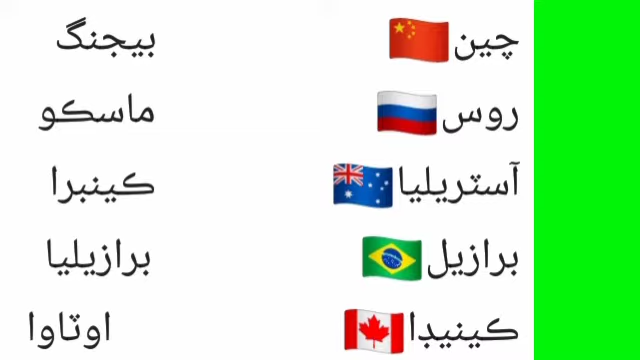 چین🇨🇳 بیجنگ
روس🇷🇺 ماسکو
آسٹریلیا🇦🇺 کینبرا
برازیل🇧🇷 برازیلیا
کینیڈا🇨🇦 اوٹاوا